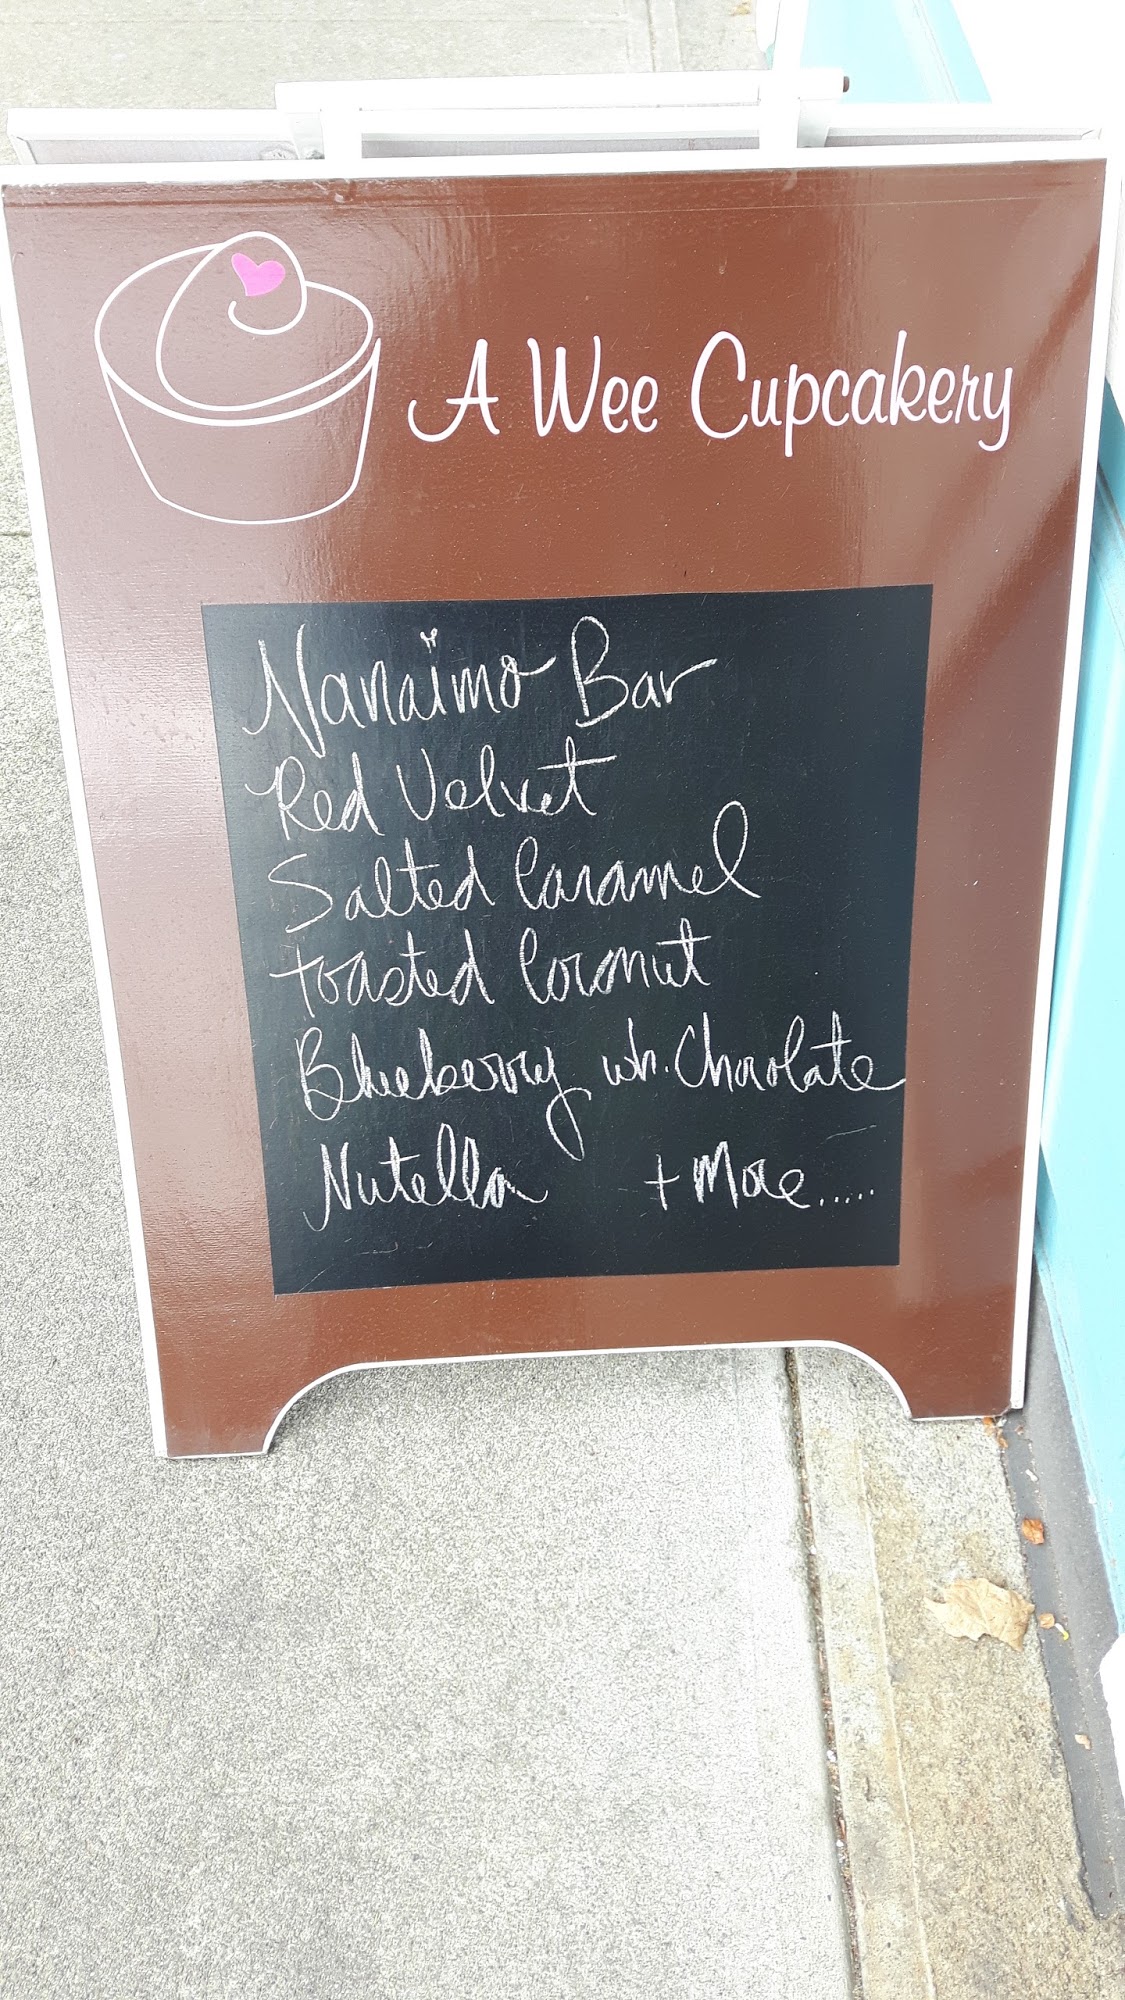 A Wee Cupcakery
Nanaimo Bar
Red Velvet
Salted Caramel
toasted Coconut
Blueberry wh. Chocolate
Nutella + More.....